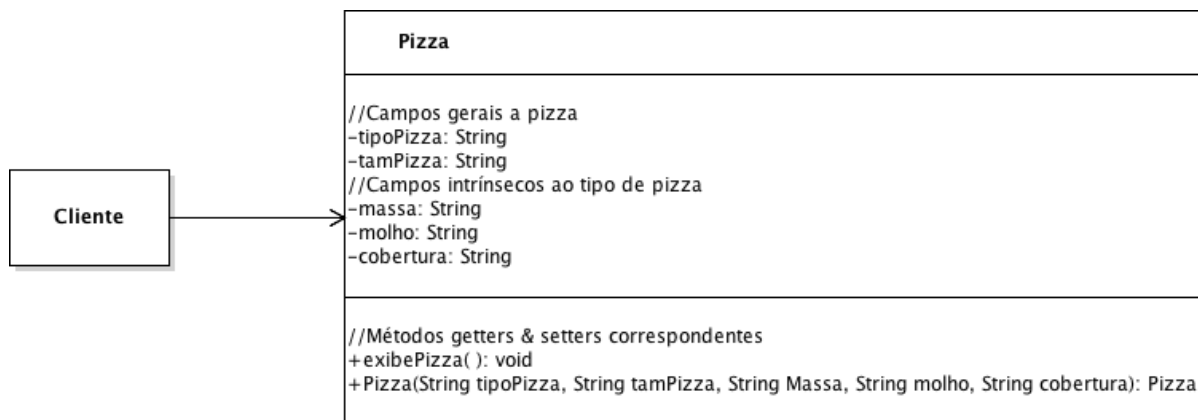 Pizza
//Campos gerais a pizza
-tipoPizza: String
-tamPizza: String
//Campos intrínsecos ao tipo de pizza
-massa: String
-molho: String
-cobertura: String
Cliente
//Métodos getters & setters correspondentes
+exibePizza( ): void
+Pizza(String tipoPizza, String tamPizza, String Massa, String molho, String cobertura): Pizza